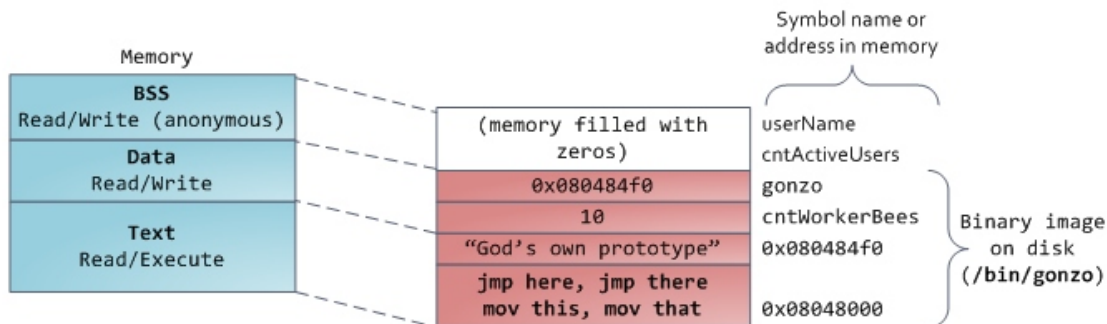 Symbol name or
address in memory
Memory
BSS
Read/Write (anonymous)
Data
Read/Write
Text
Read/Execute
(memory filled with
zeros)
0x080484f0
10
“God’s own prototype”
jmp here, jmp there
mov this, mov that
userName
cntActiveUsers
gonzo
cntWorkerBees
0x080484f0
0x08048000
Binary image
on disk
(/bin/gonzo)